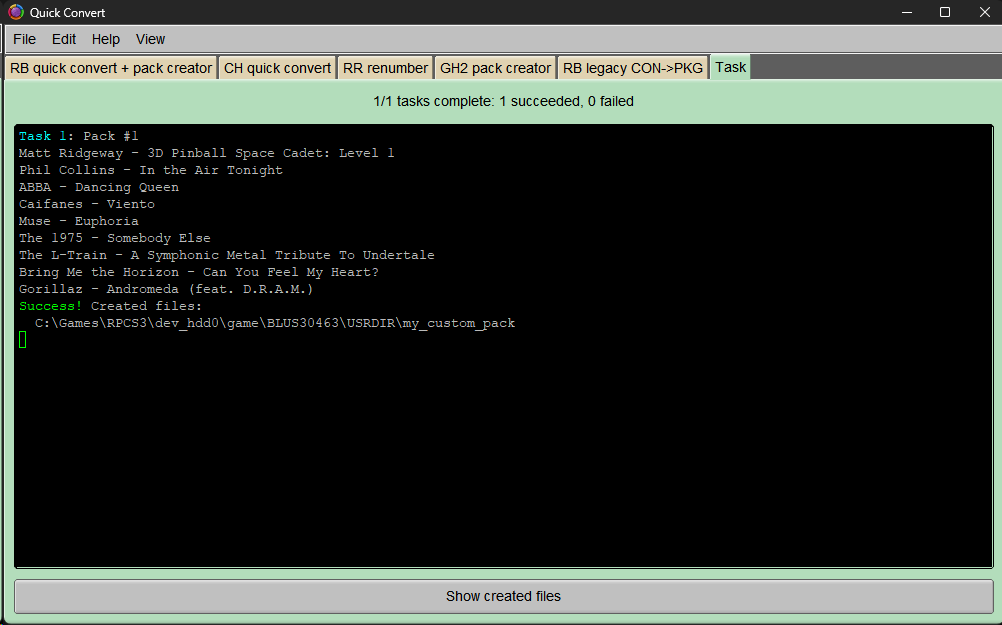 Quick Convert
File Edit Help View
RB quick convert + pack creator CH quick convert RR renumber GH2 pack creator RB legacy CON->PKG Task
1/1 tasks complete: 1 succeeded, 0 failed
Task 1: Pack #1
Matt Ridgeway - 3D Pinball Space Cadet: Level 1
Phil Collins - In the Air Tonight
ABBA - Dancing Queen
Caifanes - Viento
Muse - Euphoria
The 1975 - Somebody Else
The L-Train - A Symphonic Metal Tribute To Undertale
Bring Me the Horizon - Can You Feel My Heart?
Gorillaz - Andromeda (feat. D.R.A.M.)
Success! Created files:
C:\Games\RPCS3\dev_hdd0\game\BLUS30463\USRDIR\my_custom_pack
Show created files